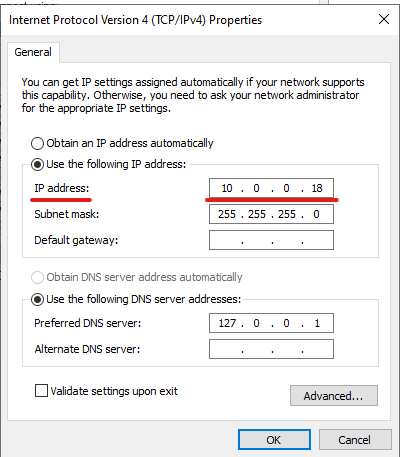 Internet Protocol Version 4 (TCP/IPv4) Properties
General
You can get IP settings assigned automatically if your network supports
this capability. Otherwise, you need to ask your network administrator
for the appropriate IP settings.
Obtain an IP address automatically
Use the following IP address:
IP address: 10 . 0 . 0 . 18
Subnet mask: 255 . 255 . 255 . 0
Default gateway: . . .
Obtain DNS server address automatically
Use the following DNS server addresses:
Preferred DNS server: 127 . 0 . 0 . 1
Alternate DNS server: . . .
Validate settings upon exit
Advanced...
OK Cancel